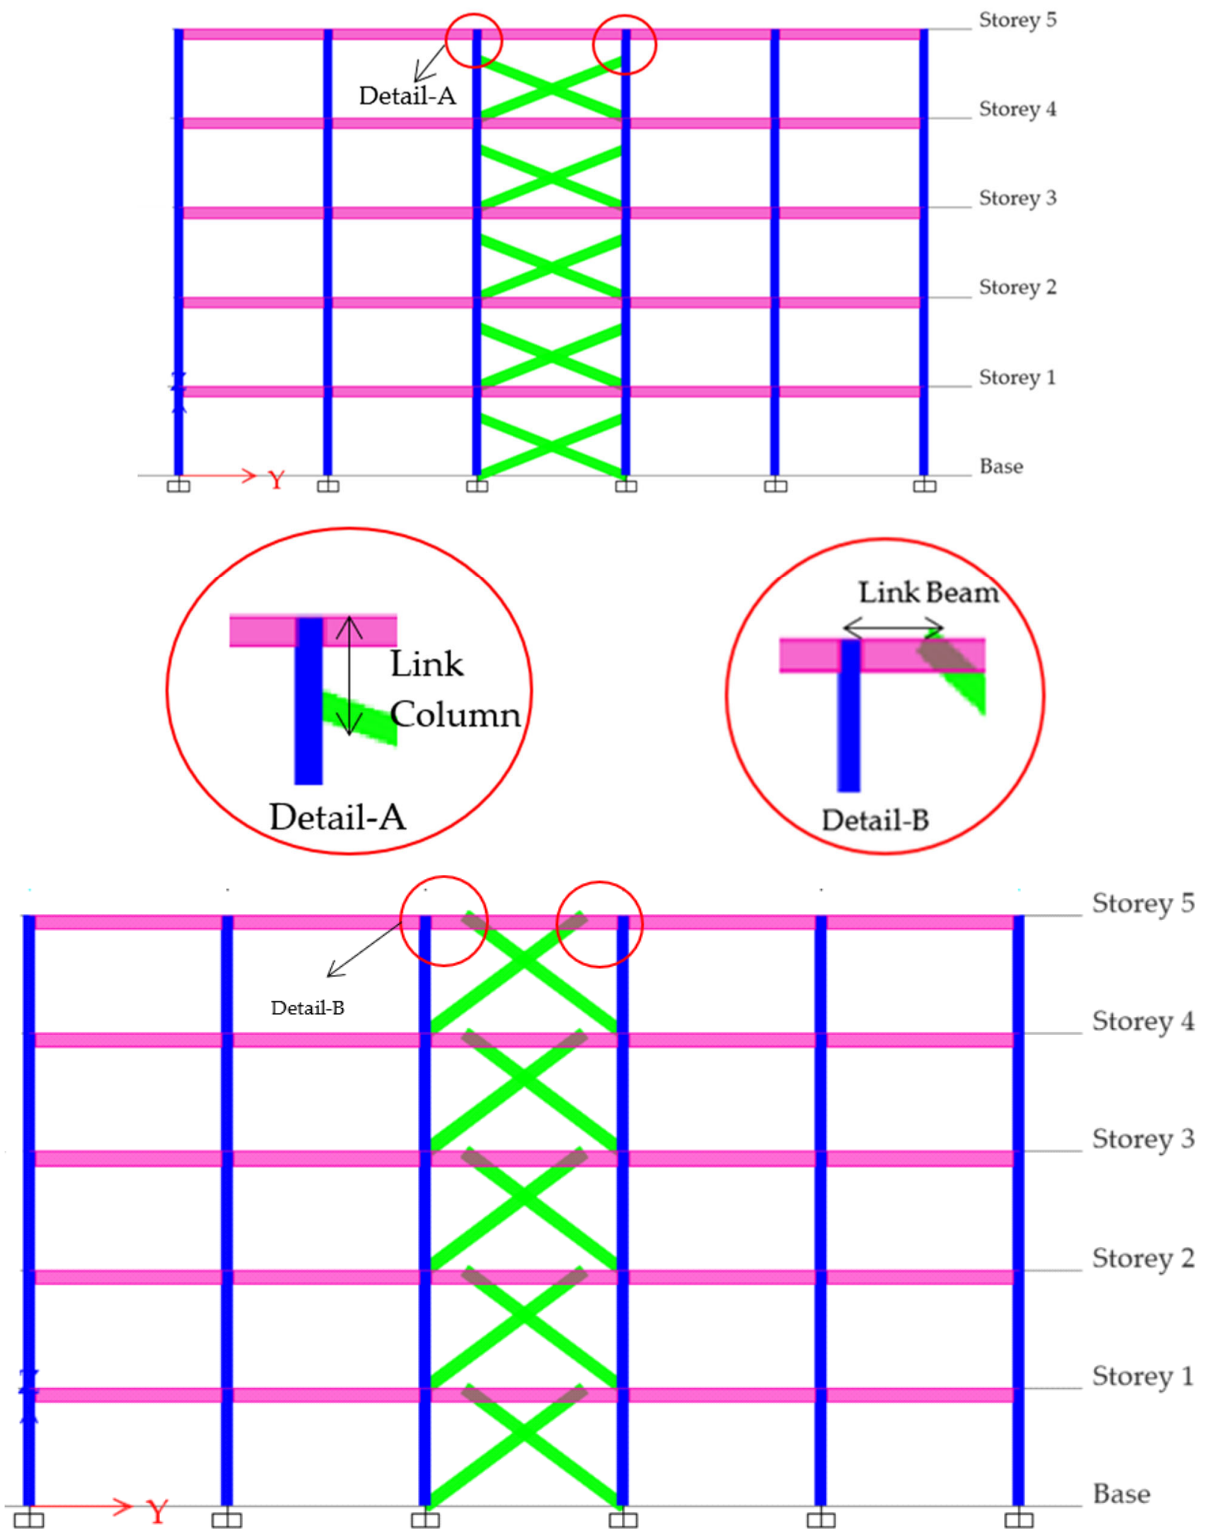 Storey 5
Detail-A
Storey 4
Storey 3
Storey 2
Storey 1
Z
Base
Y
Link
Column
Detail-A
Link Beam
Detail-B
Storey 5
Detail-B
Storey 4
Storey 3
Storey 2
Storey 1
Z
Base
Y